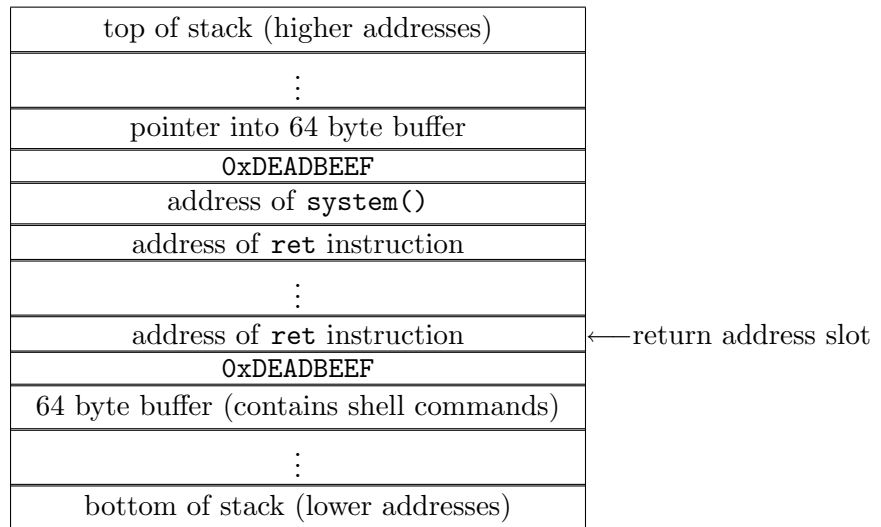 top of stack (higher addresses)
⋮
pointer into 64 byte buffer
0xDEADBEEF
address of system()
address of ret instruction
⋮
address of ret instruction ←—return address slot
0xDEADBEEF
64 byte buffer (contains shell commands)
⋮
bottom of stack (lower addresses)